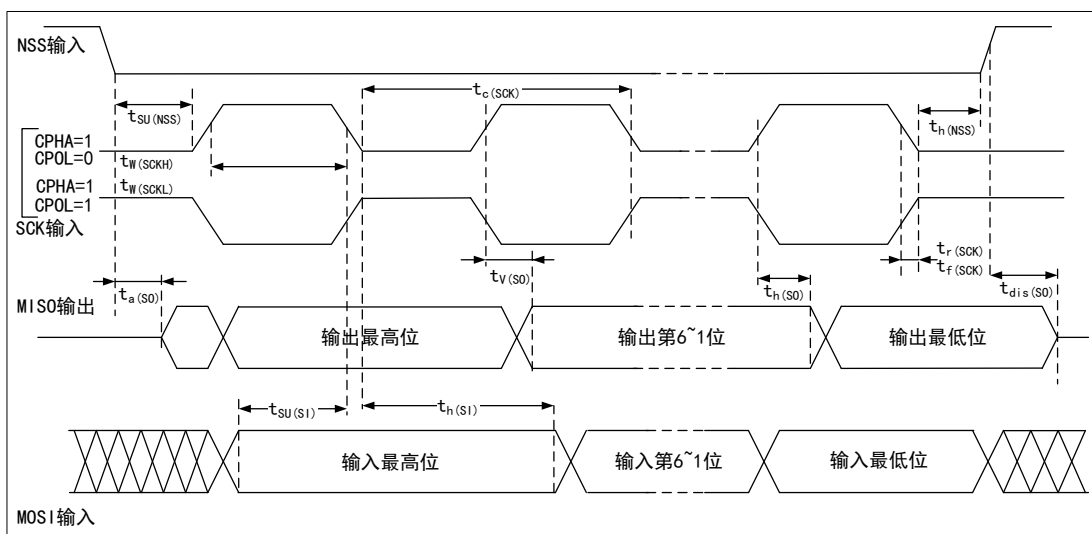 NSS输入
tSU(NSS)
tc(SCK)
th(NSS)
CPHA=1
CPOL=0
tW(SCKH)
CPHA=1
tW(SCKL)
CPOL=1
SCK输入
tV(SO)
tr(SCK)
tf(SCK)
ta(SO)
th(SO)
tdis(SO)
MISO输出
输出最高位
输出第6~1位
输出最低位
tSU(SI)
th(SI)
输入最高位
输入第6~1位
输入最低位
MOSI输入